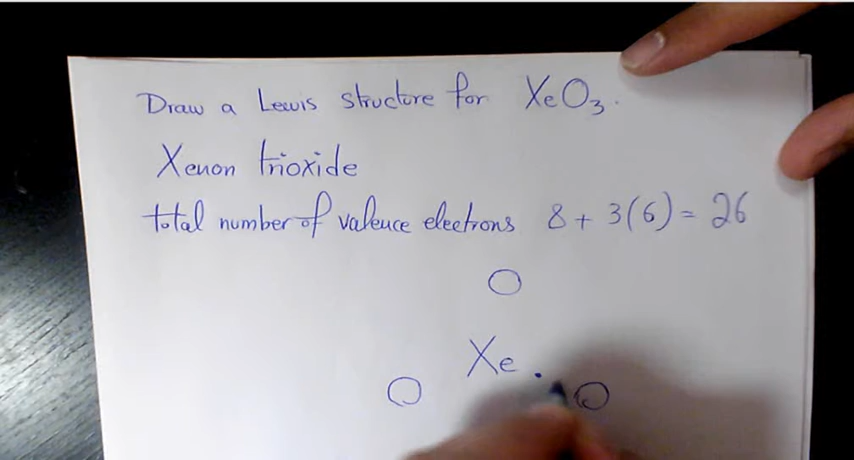 Draw a Lewis structure for XeO₃.
Xenon trioxide
total number of valence electrons 8 + 3(6) = 26
O
Xe .
O O